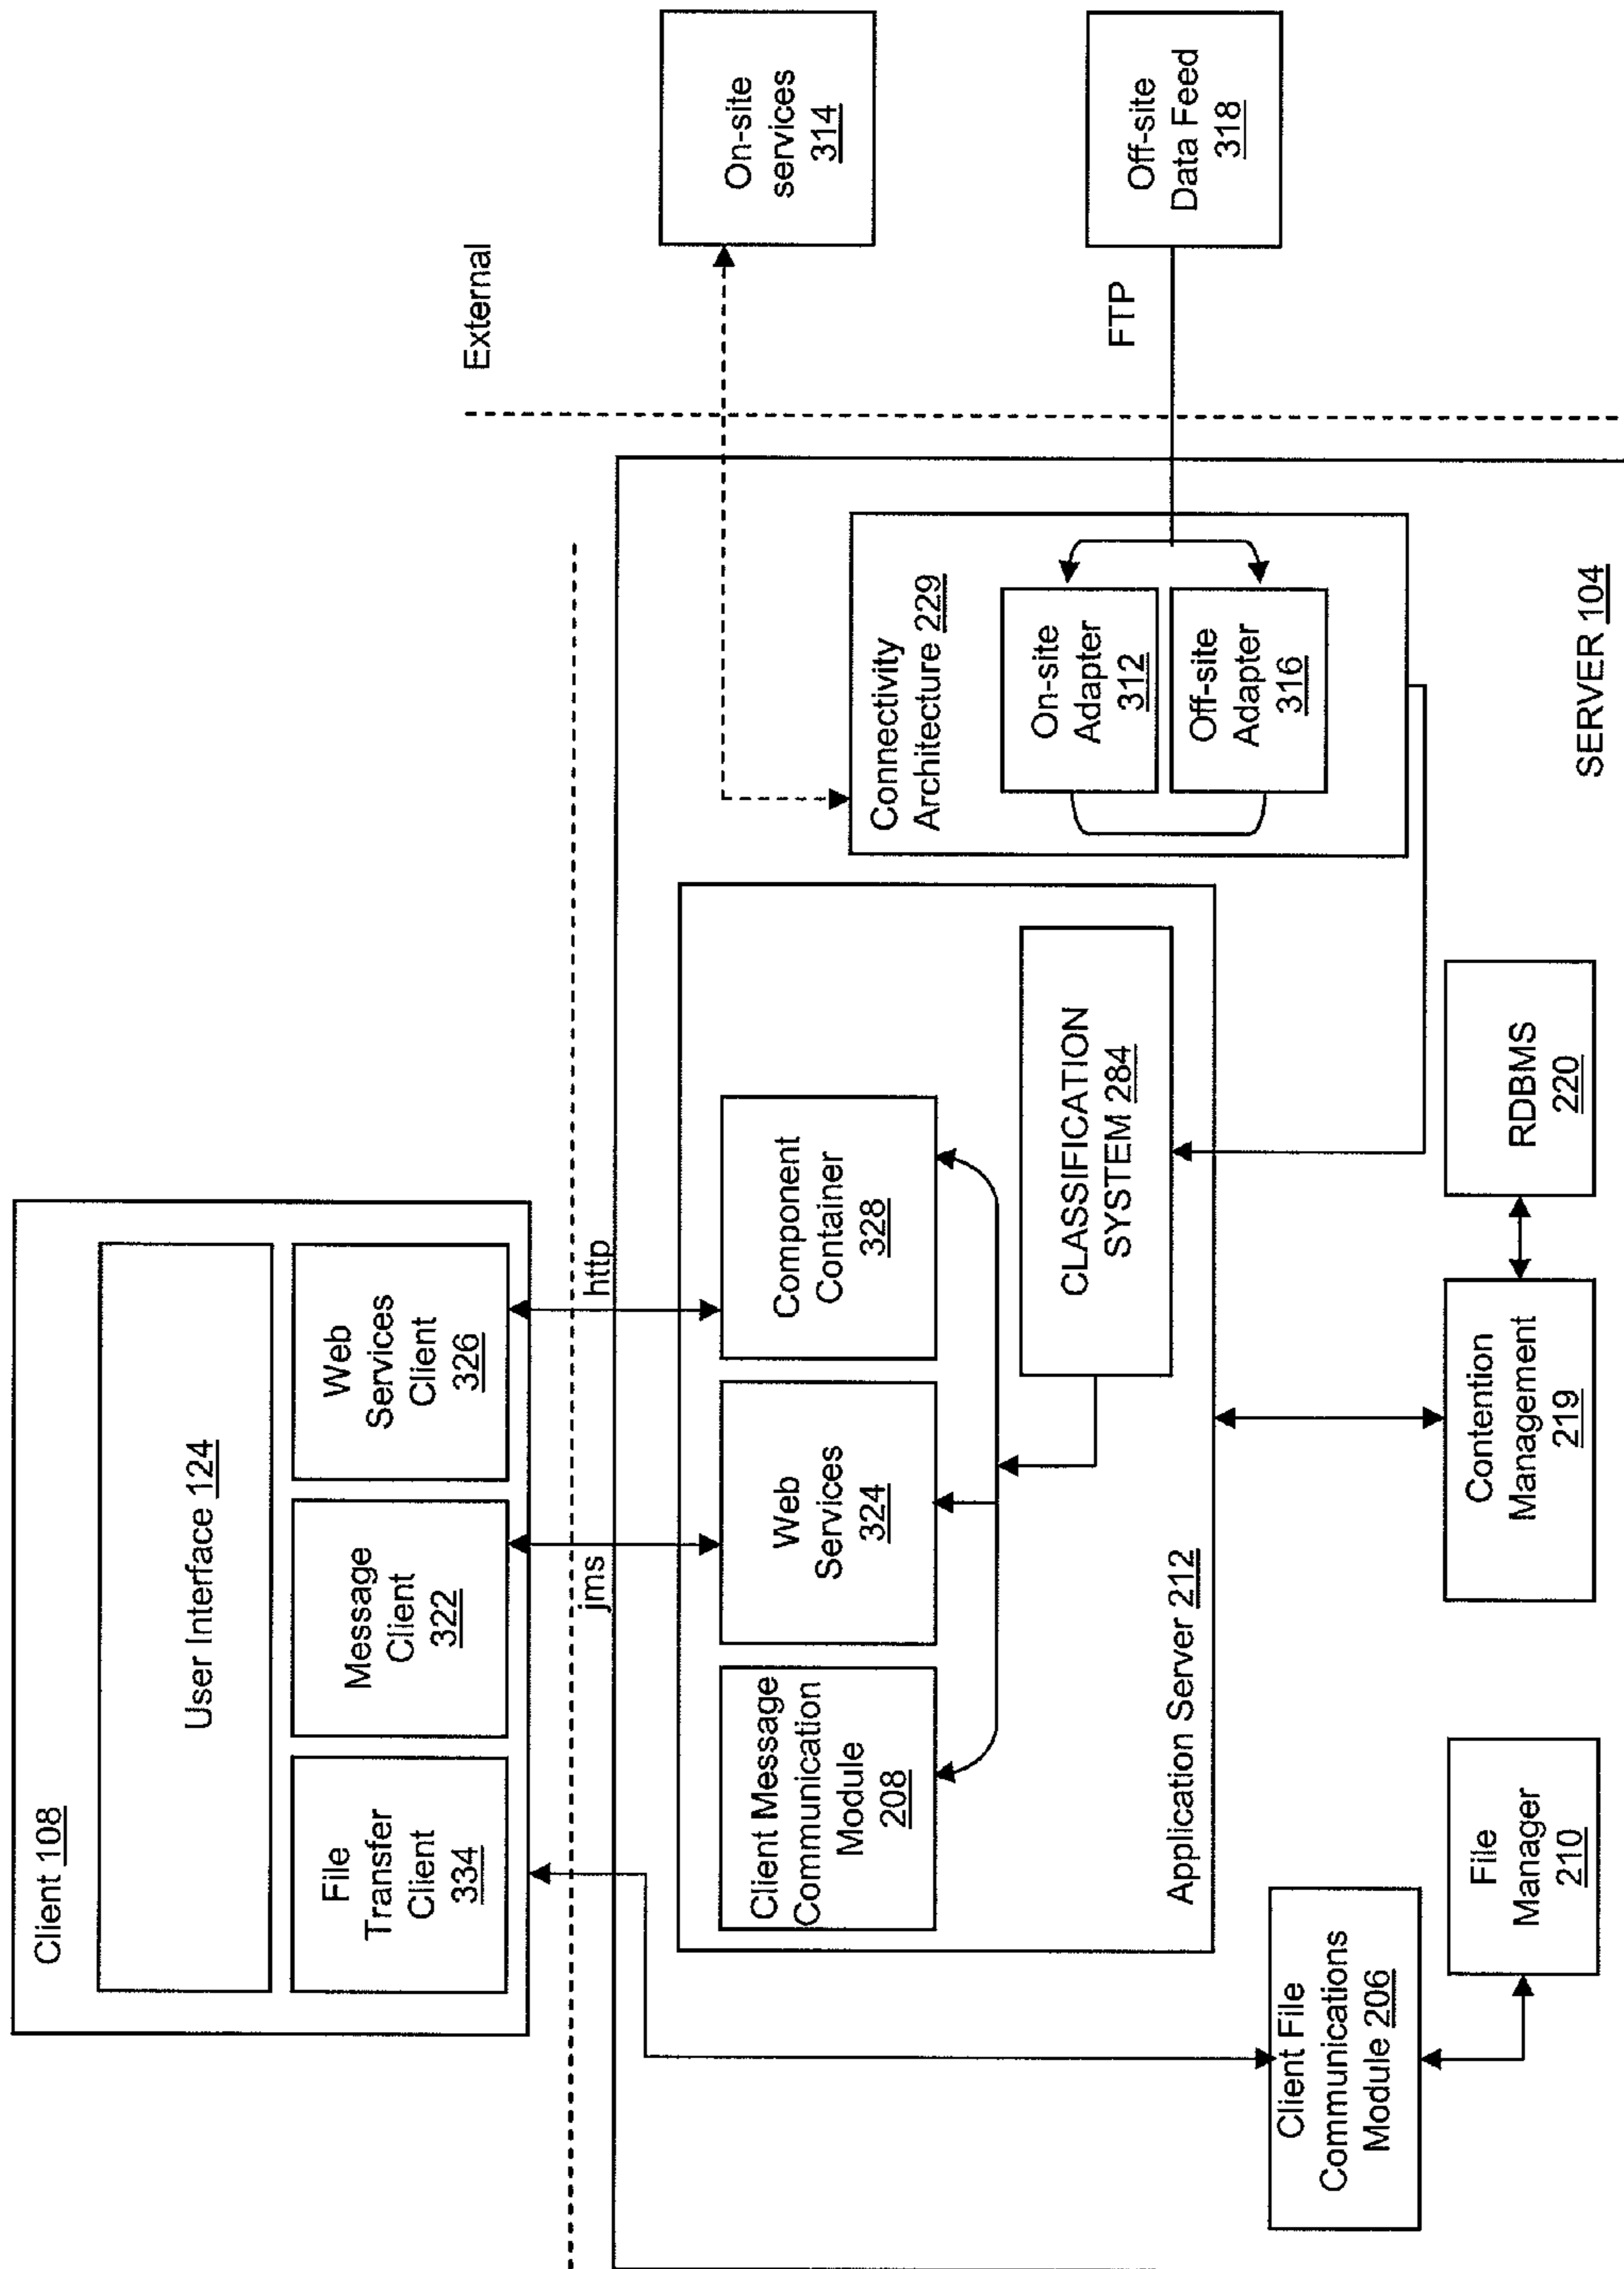 Client 108
User Interface 124
File
Transfer
Client
334
Message
Client
322
Web
Services
Client
326
External
jms
http
Client Message
Communication
Module
208
Web
Services
324
Component
Container
328
CLASSIFICATION
SYSTEM 284
Application Server 212
Connectivity
Architecture 229
On-site
Adapter
312
Off-site
Adapter
316
On-site
services
314
FTP
Off-site
Data Feed
318
Client File
Communications
Module 206
File
Manager
210
Contention
Management
219
RDBMS
220
SERVER 104